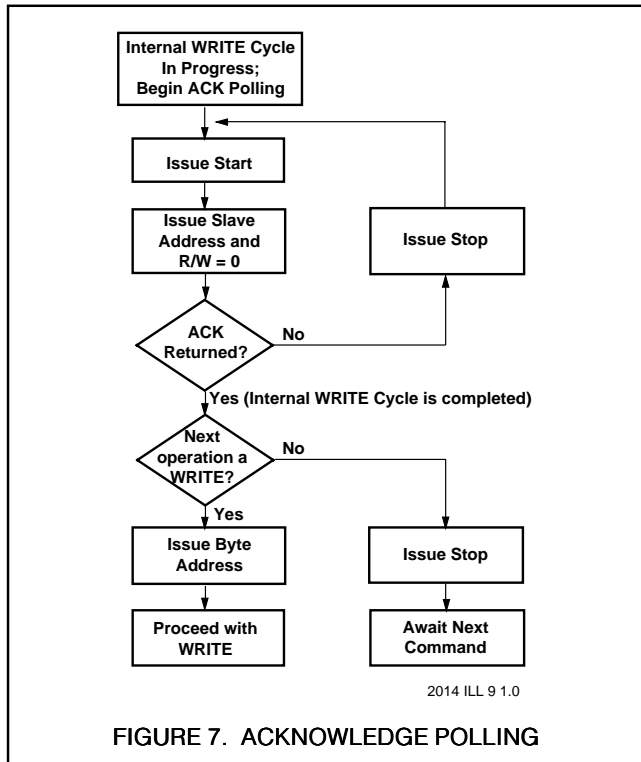 Internal WRITE Cycle
In Progress;
Begin ACK Polling
Issue Start
Issue Slave
Address and
R/W = 0
Issue Stop
ACK
Returned?
No
Yes (Internal WRITE Cycle is completed)
Next
operation a
WRITE?
No
Yes
Issue Byte
Address
Issue Stop
Proceed with
WRITE
Await Next
Command
2014 ILL 9 1.0
FIGURE 7. ACKNOWLEDGE POLLING